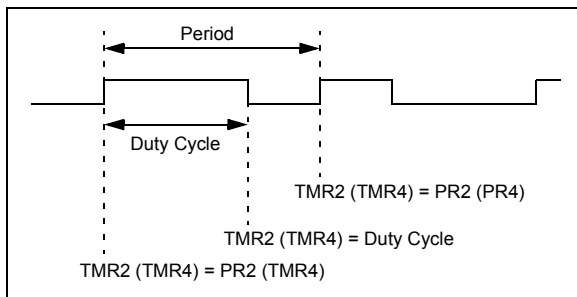 Period
Duty Cycle
TMR2 (TMR4) = PR2 (PR4)
TMR2 (TMR4) = Duty Cycle
TMR2 (TMR4) = PR2 (TMR4)